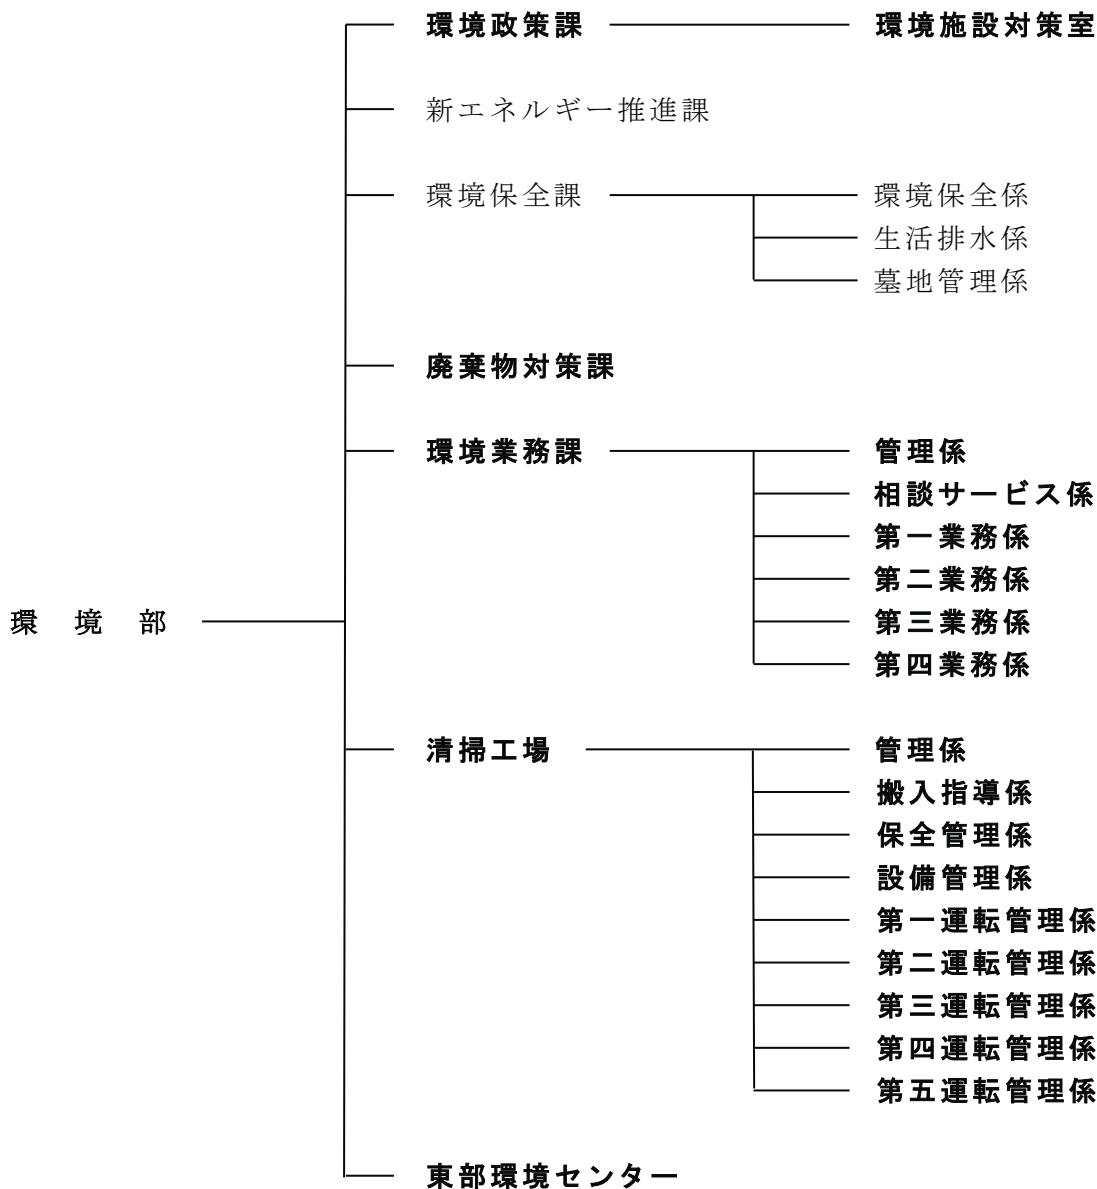 環境政策課 環境施設対策室
新エネルギー推進課
環境保全課 環境保全係
生活排水係
墓地管理係
廃棄物対策課
環境業務課 管理係
相談サービス係
第一業務係
第二業務係
環境部 第三業務係
第四業務係
清掃工場 管理係
搬入指導係
保全管理係
設備管理係
第一運転管理係
第二運転管理係
第三運転管理係
第四運転管理係
第五運転管理係
東部環境センター